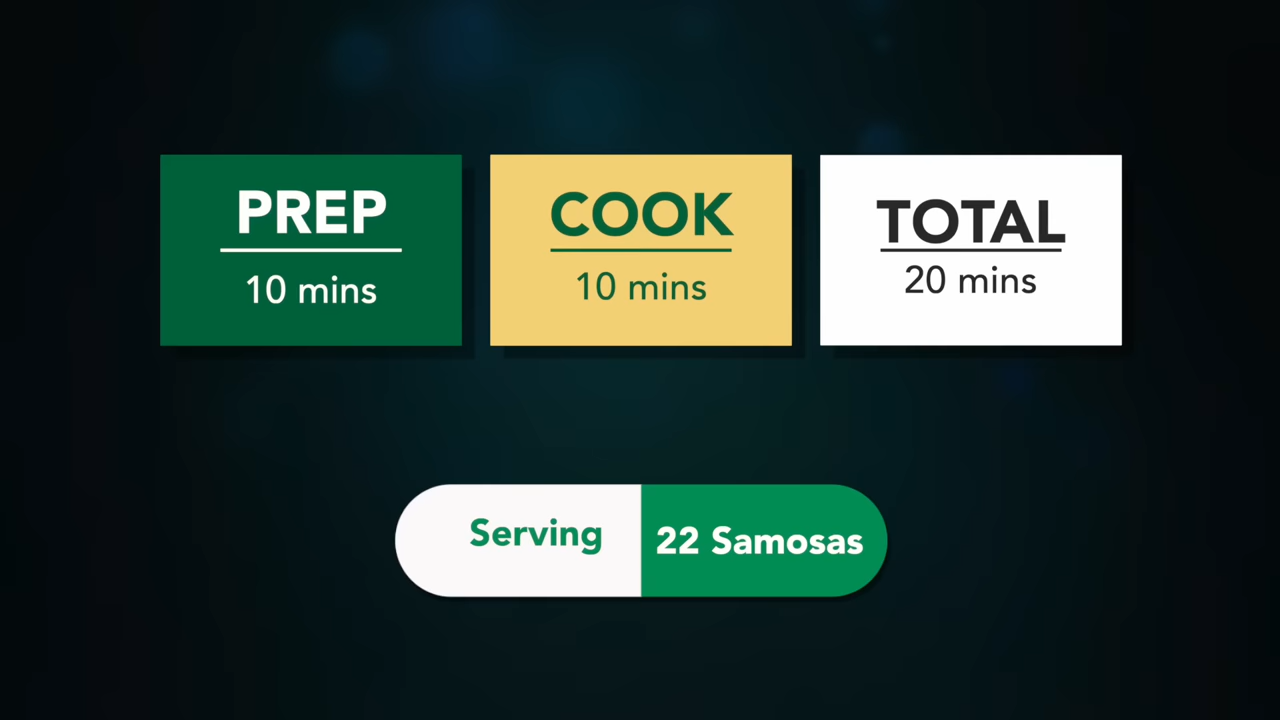 PREP
10 mins
COOK
10 mins
TOTAL
20 mins
Serving
22 Samosas